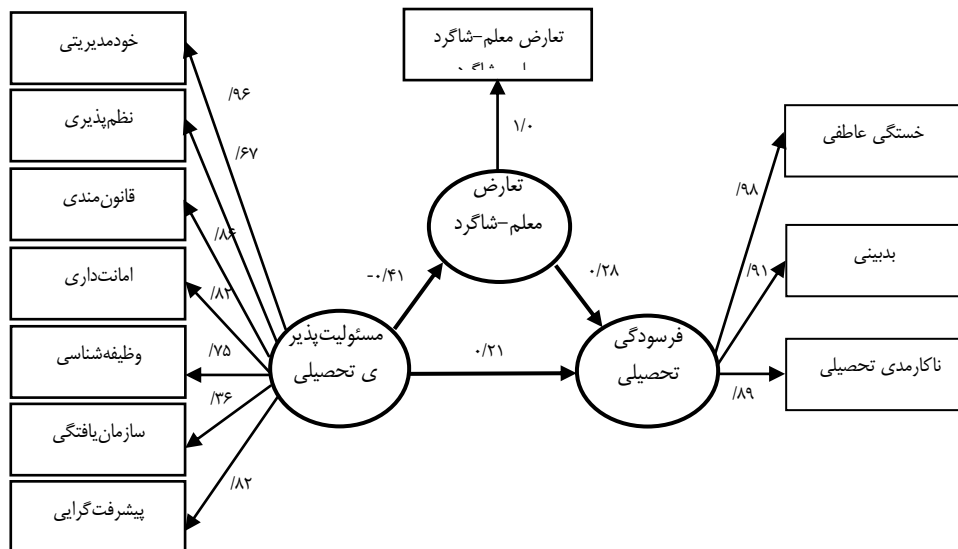 خودمدیریتی
نظم‌پذیری
قانون‌مندی
امانت‌داری
وظیفه‌شناسی
سازمان‌یافتگی
پیشرفت‌گرایی
/۹۶
/۶۷
/۸۶
/۸۲
/۷۵
/۳۶
/۸۲
مسئولیت‌پذیر
ی تحصیلی
-۰/۴۱
۰/۲۱
تعارض معلم-شاگرد
۱/۰
تعارض
معلم-شاگرد
۰/۲۸
فرسودگی
تحصیلی
/۹۸
/۹۱
/۸۹
خستگی عاطفی
بدبینی
ناکارمدی تحصیلی